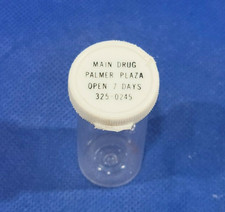 MAIN DRUG
PALMER PLAZA
OPEN 7 DAYS
325-0245